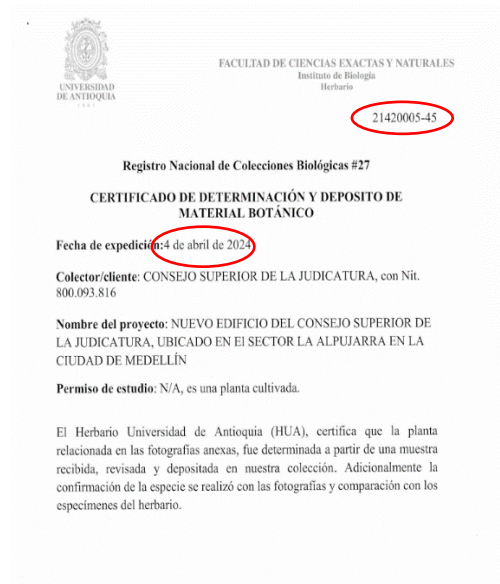 UNIVERSIDAD
DE ANTIOQUIA
1803
FACULTAD DE CIENCIAS EXACTAS Y NATURALES
Instituto de Biología
Herbario
21420005-45
Registro Nacional de Colecciones Biológicas #27
CERTIFICADO DE DETERMINACIÓN Y DEPOSITO DE
MATERIAL BOTÁNICO
Fecha de expedición:4 de abril de 2024
Colector/cliente: CONSEJO SUPERIOR DE LA JUDICATURA, con Nit.
800.093.816
Nombre del proyecto: NUEVO EDIFICIO DEL CONSEJO SUPERIOR DE
LA JUDICATURA, UBICADO EN El SECTOR LA ALPUJARRA EN LA
CIUDAD DE MEDELLÍN
Permiso de estudio: N/A, es una planta cultivada.
El Herbario Universidad de Antioquia (HUA), certifica que la planta
relacionada en las fotografías anexas, fue determinada a partir de una muestra
recibida, revisada y depositada en nuestra colección. Adicionalmente la
confirmación de la especie se realizó con las fotografías y comparación con los
especímenes del herbario.